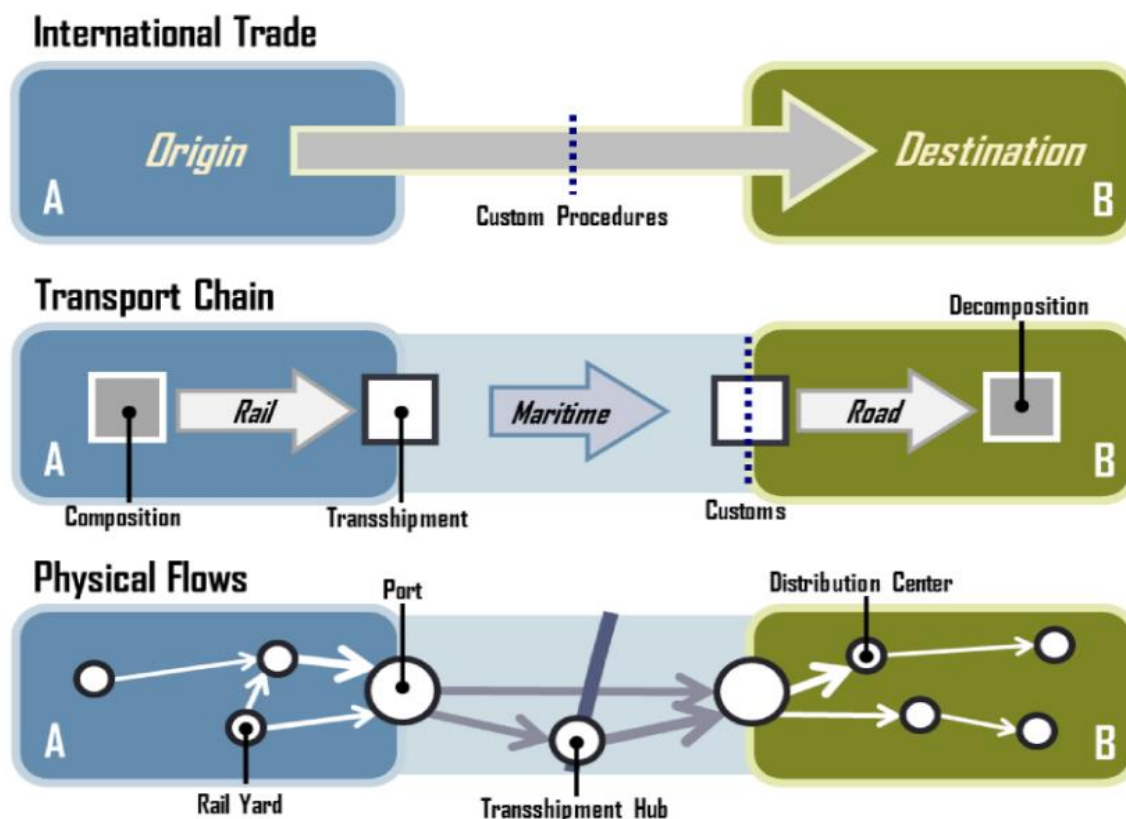 International Trade
Origin
Destination
A
B
Custom Procedures
Transport Chain
Decomposition
Rail
Maritime
Road
A
B
Composition
Transshipment
Customs
Physical Flows
Port
Distribution Center
A
B
Rail Yard
Transshipment Hub